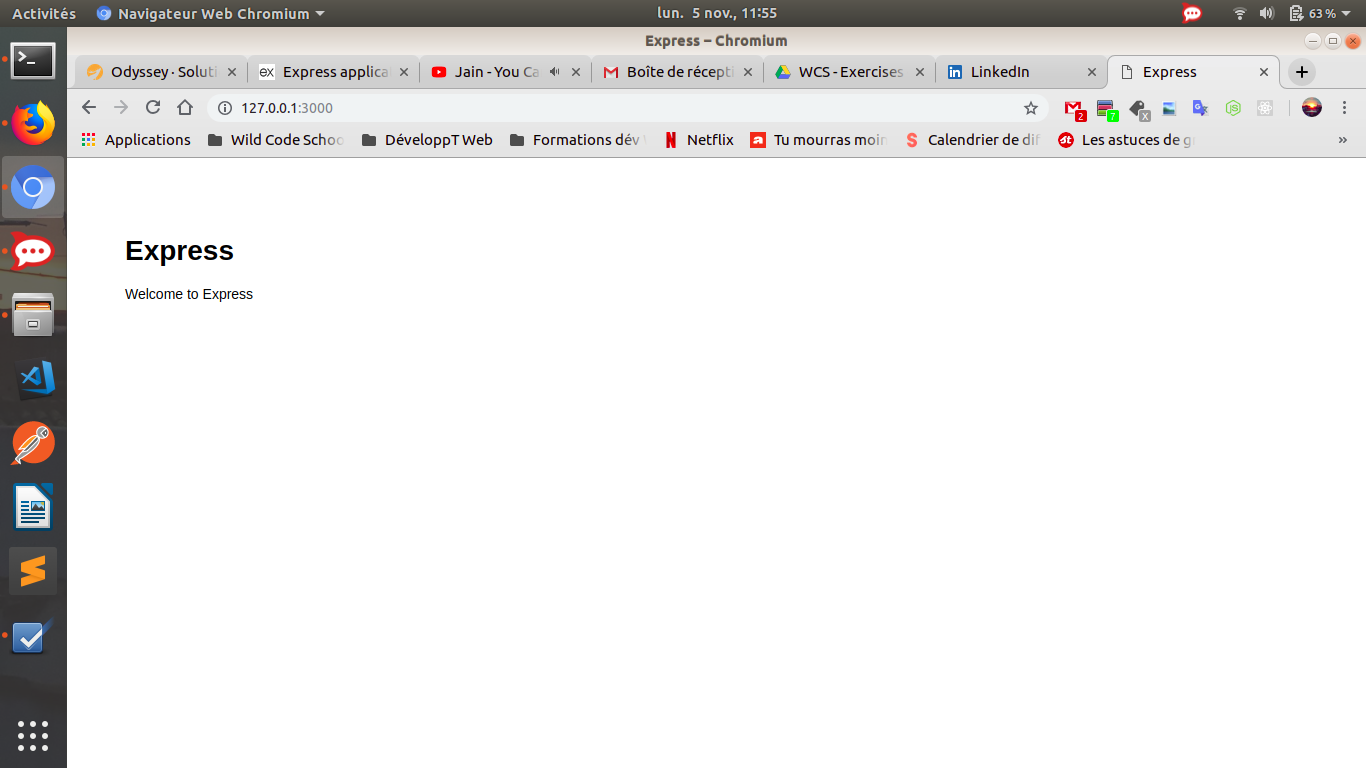 Activités Navigateur Web Chromium lun. 5 nov., 11:55 63 %
Express – Chromium
Odyssey · Soluti Express applica Jain - You Ca Boîte de récepti WCS - Exercises LinkedIn Express
127.0.0.1:3000 2 7 X
Applications Wild Code Schoo DéveloppT Web Formations dév Netflix Tu mourras moin Calendrier de dif Les astuces de g »
Express
Welcome to Express